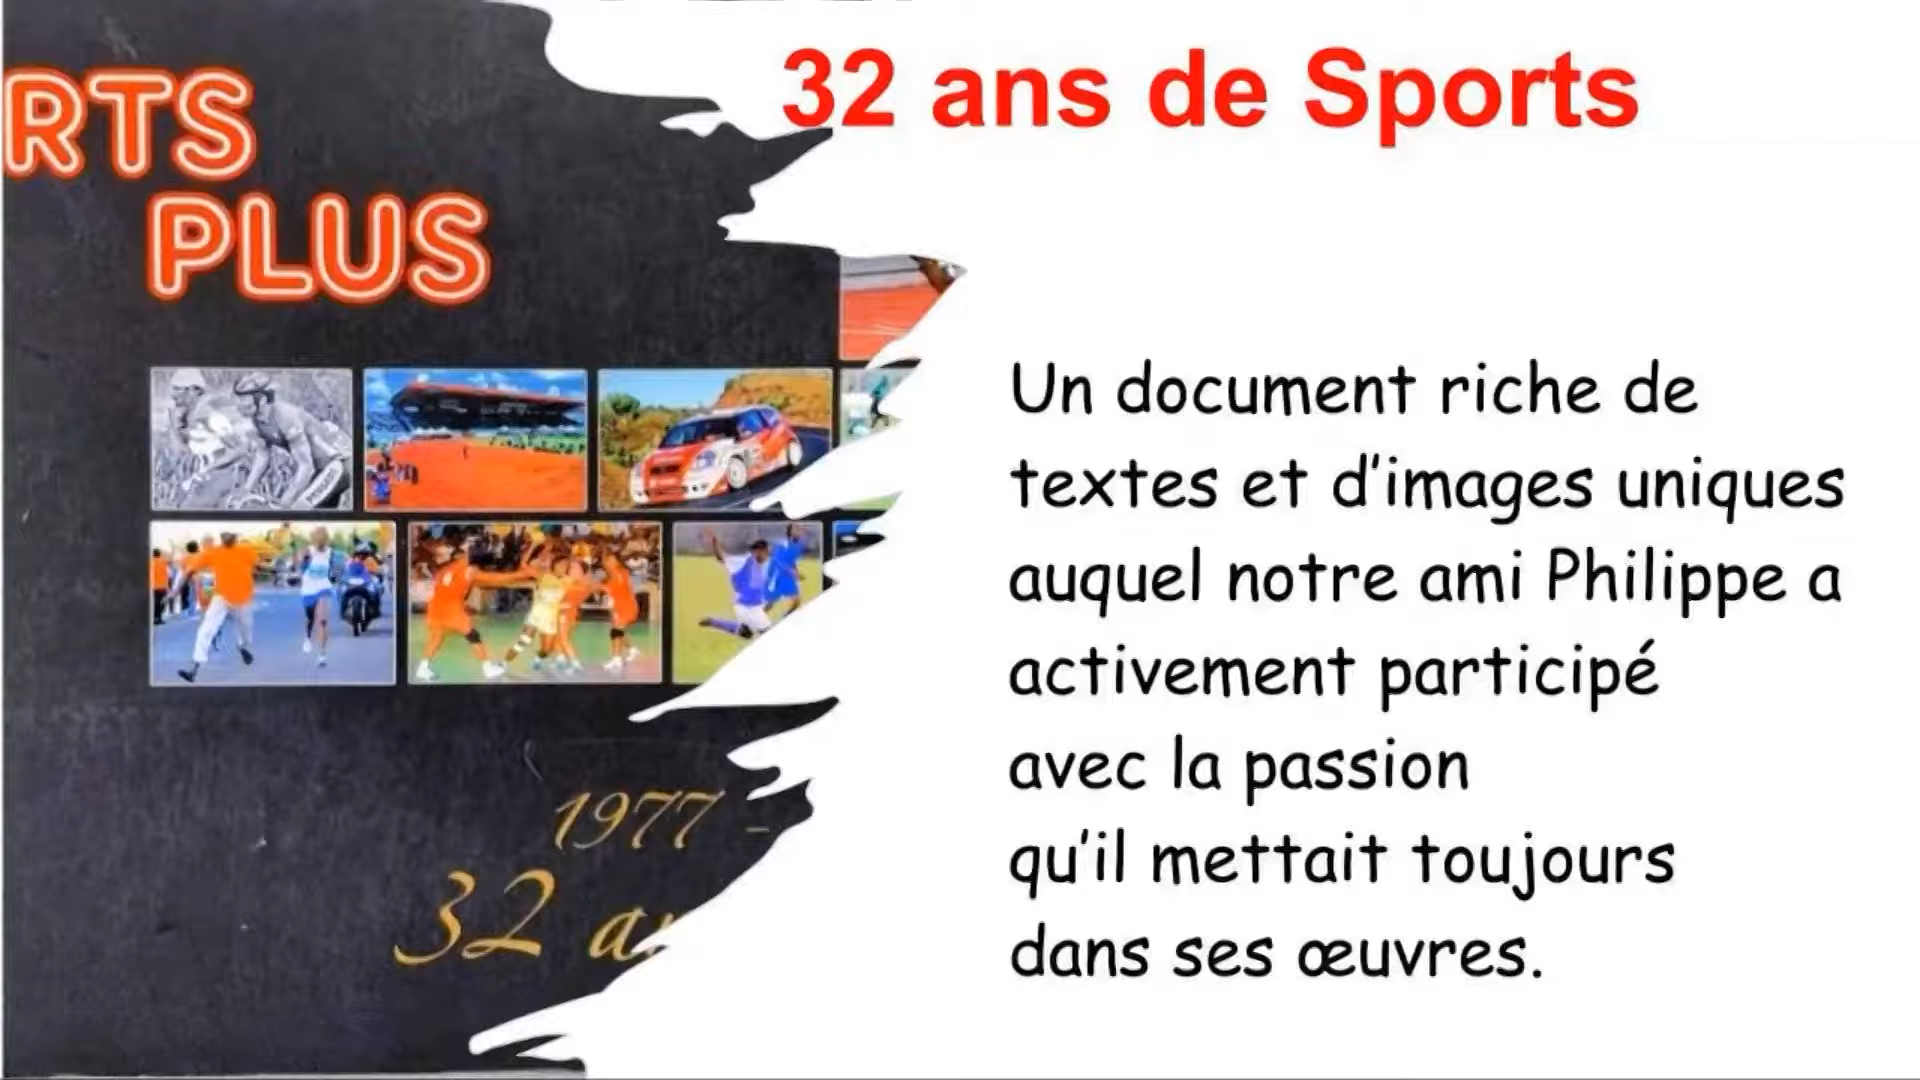 32 ans de Sports
RTS
PLUS
1977 -
32 a
Un document riche de
textes et d'images uniques
auquel notre ami Philippe a
activement participé
avec la passion
qu'il mettait toujours
dans ses œuvres.